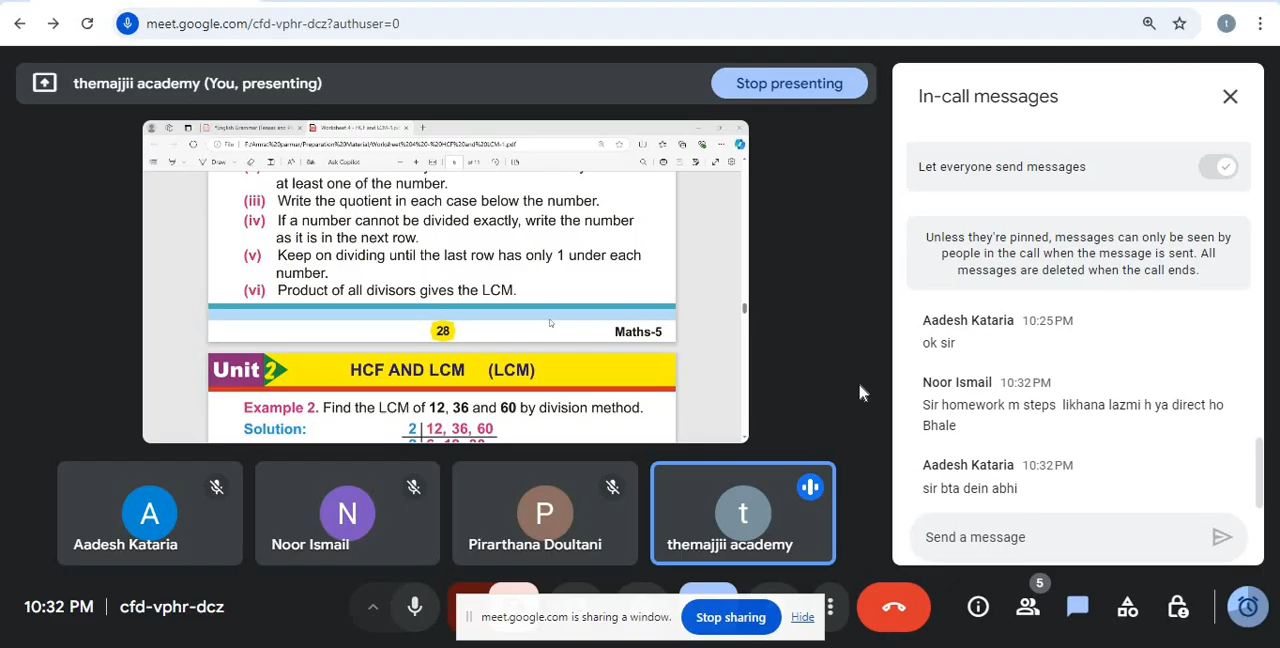 meet.google.com/cfd-vphr-dcz?authuser=0
t
themajjii academy (You, presenting)
Stop presenting
Ask Copilot
at least one of the number.
(iii) Write the quotient in each case below the number.
(iv) If a number cannot be divided exactly, write the number
as it is in the next row.
(v) Keep on dividing until the last row has only 1 under each
number.
(vi) Product of all divisors gives the LCM.
28
Maths-5
Unit 2
HCF AND LCM (LCM)
Example 2. Find the LCM of 12, 36 and 60 by division method.
Solution:
2 12, 36, 60
A
Aadesh Kataria
N
Noor Ismail
P
Pirarthana Doultani
t
themajjii academy
In-call messages
Let everyone send messages
Unless they're pinned, messages can only be seen by
people in the call when the message is sent. All
messages are deleted when the call ends.
Aadesh Kataria 10:25 PM
ok sir
Noor Ismail 10:32 PM
Sir homework m steps likhana lazmi h ya direct ho
Bhale
Aadesh Kataria 10:32 PM
sir bta dein abhi
Send a message
10:32 PM
cfd-vphr-dcz
meet.google.com is sharing a window.
Stop sharing
Hide
5